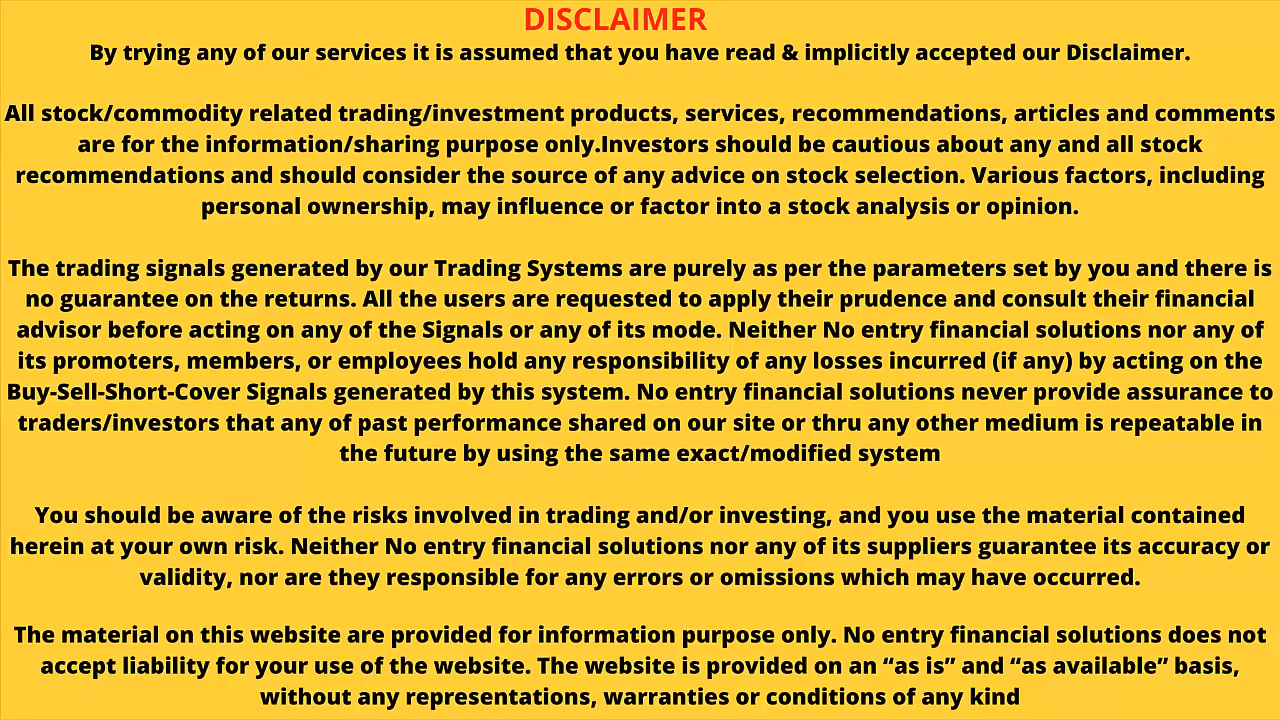 DISCLAIMER
By trying any of our services it is assumed that you have read & implicitly accepted our Disclaimer.
All stock/commodity related trading/investment products, services, recommendations, articles and comments
are for the information/sharing purpose only.Investors should be cautious about any and all stock
recommendations and should consider the source of any advice on stock selection. Various factors, including
personal ownership, may influence or factor into a stock analysis or opinion.
The trading signals generated by our Trading Systems are purely as per the parameters set by you and there is
no guarantee on the returns. All the users are requested to apply their prudence and consult their financial
advisor before acting on any of the Signals or any of its mode. Neither No entry financial solutions nor any of
its promoters, members, or employees hold any responsibility of any losses incurred (if any) by acting on the
Buy-Sell-Short-Cover Signals generated by this system. No entry financial solutions never provide assurance to
traders/investors that any of past performance shared on our site or thru any other medium is repeatable in
the future by using the same exact/modified system
You should be aware of the risks involved in trading and/or investing, and you use the material contained
herein at your own risk. Neither No entry financial solutions nor any of its suppliers guarantee its accuracy or
validity, nor are they responsible for any errors or omissions which may have occurred.
The material on this website are provided for information purpose only. No entry financial solutions does not
accept liability for your use of the website. The website is provided on an “as is” and “as available” basis,
without any representations, warranties or conditions of any kind